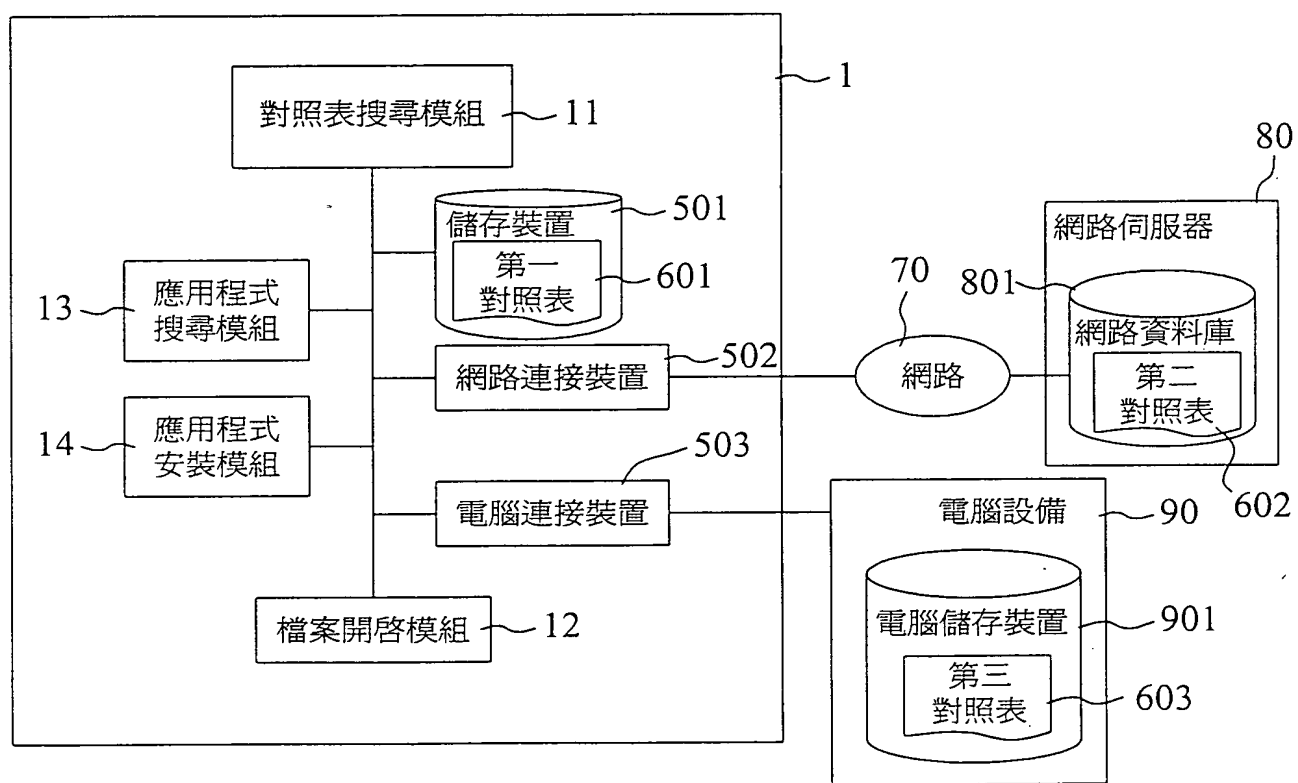 1
對照表搜尋模組
11
80
儲存裝置
501
網路伺服器
第一
對照表
601
13
應用程式
搜尋模組
70
801
網路資料庫
502
網路連接裝置
網路
第二
對照表
14
應用程式
安裝模組
503
602
電腦連接裝置
電腦設備
90
檔案開啓模組
12
電腦儲存裝置
901
第三
對照表
603